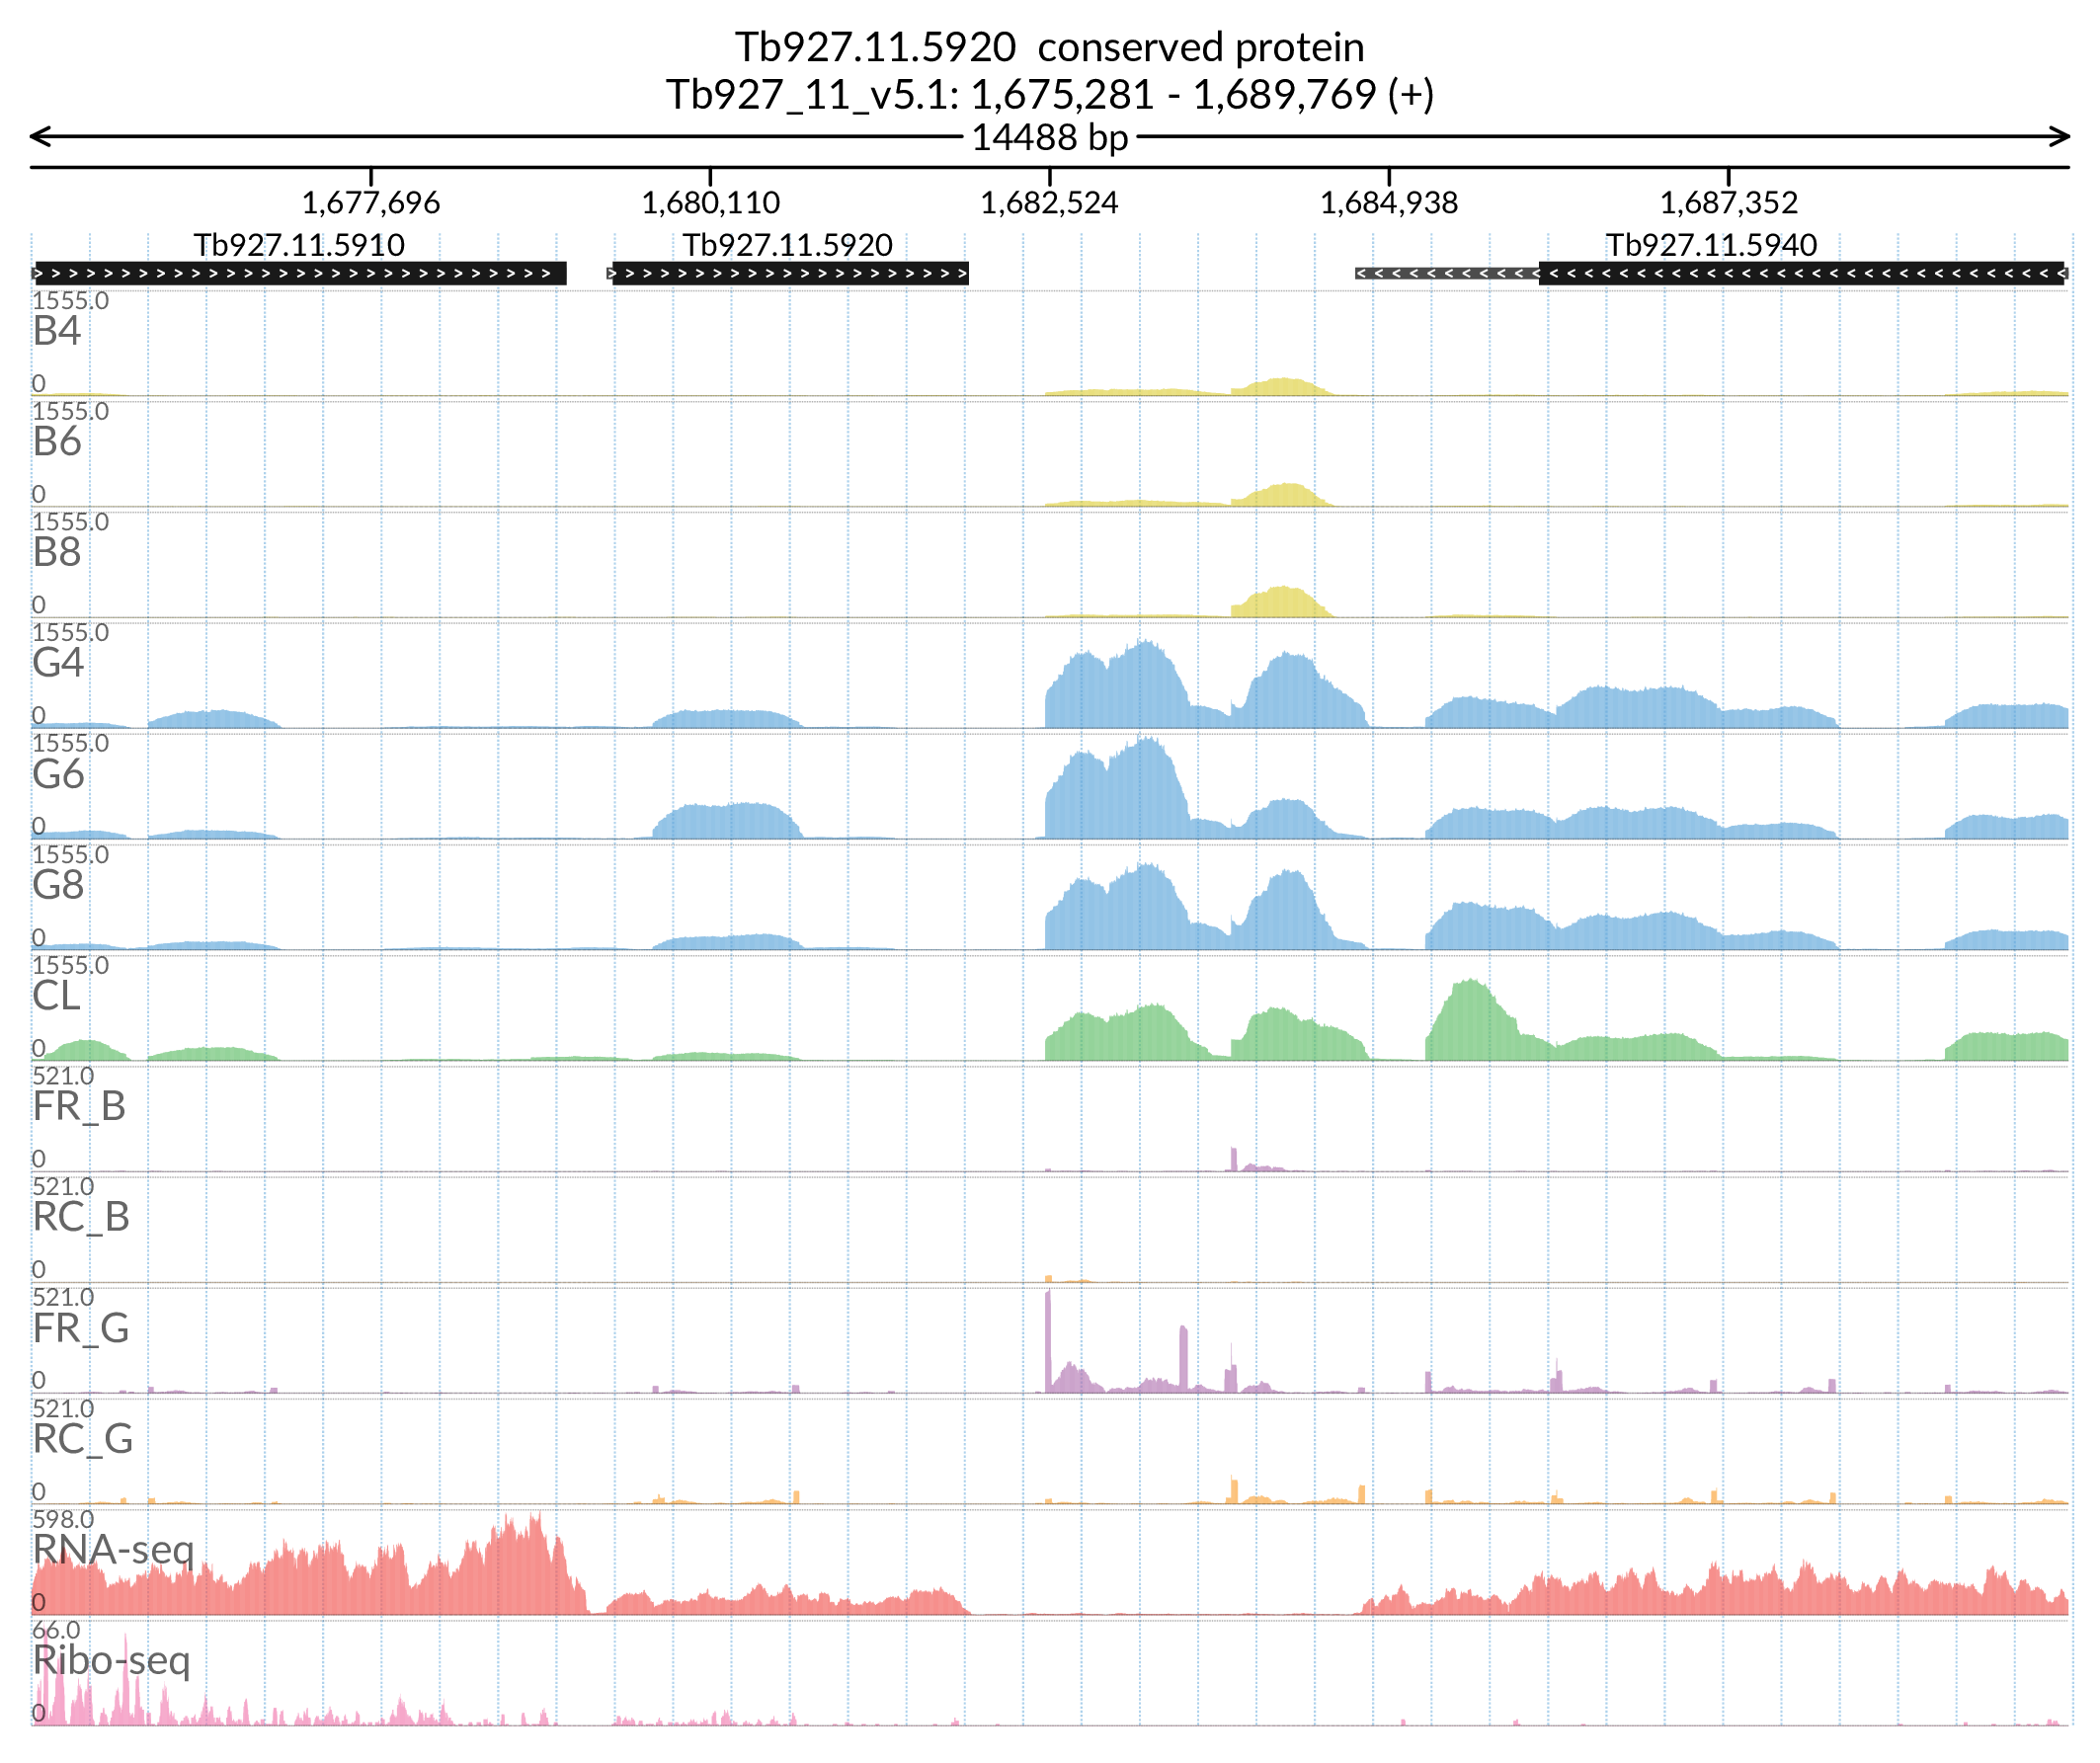 Tb927.11.5920 conserved protein
Tb927_11_v5.1: 1,675,281 - 1,689,769 (+)
14488 bp
1,677,696 1,680,110 1,682,524 1,684,938 1,687,352
Tb927.11.5910 Tb927.11.5920 Tb927.11.5940
1555.0
B4
0
1555.0
B6
0
1555.0
B8
0
1555.0
G4
0
1555.0
G6
0
1555.0
G8
0
1555.0
CL
0
521.0
FR_B
0
521.0
RC_B
0
521.0
FR_G
0
521.0
RC_G
0
598.0
RNA-seq
0
66.0
Ribo-seq
0